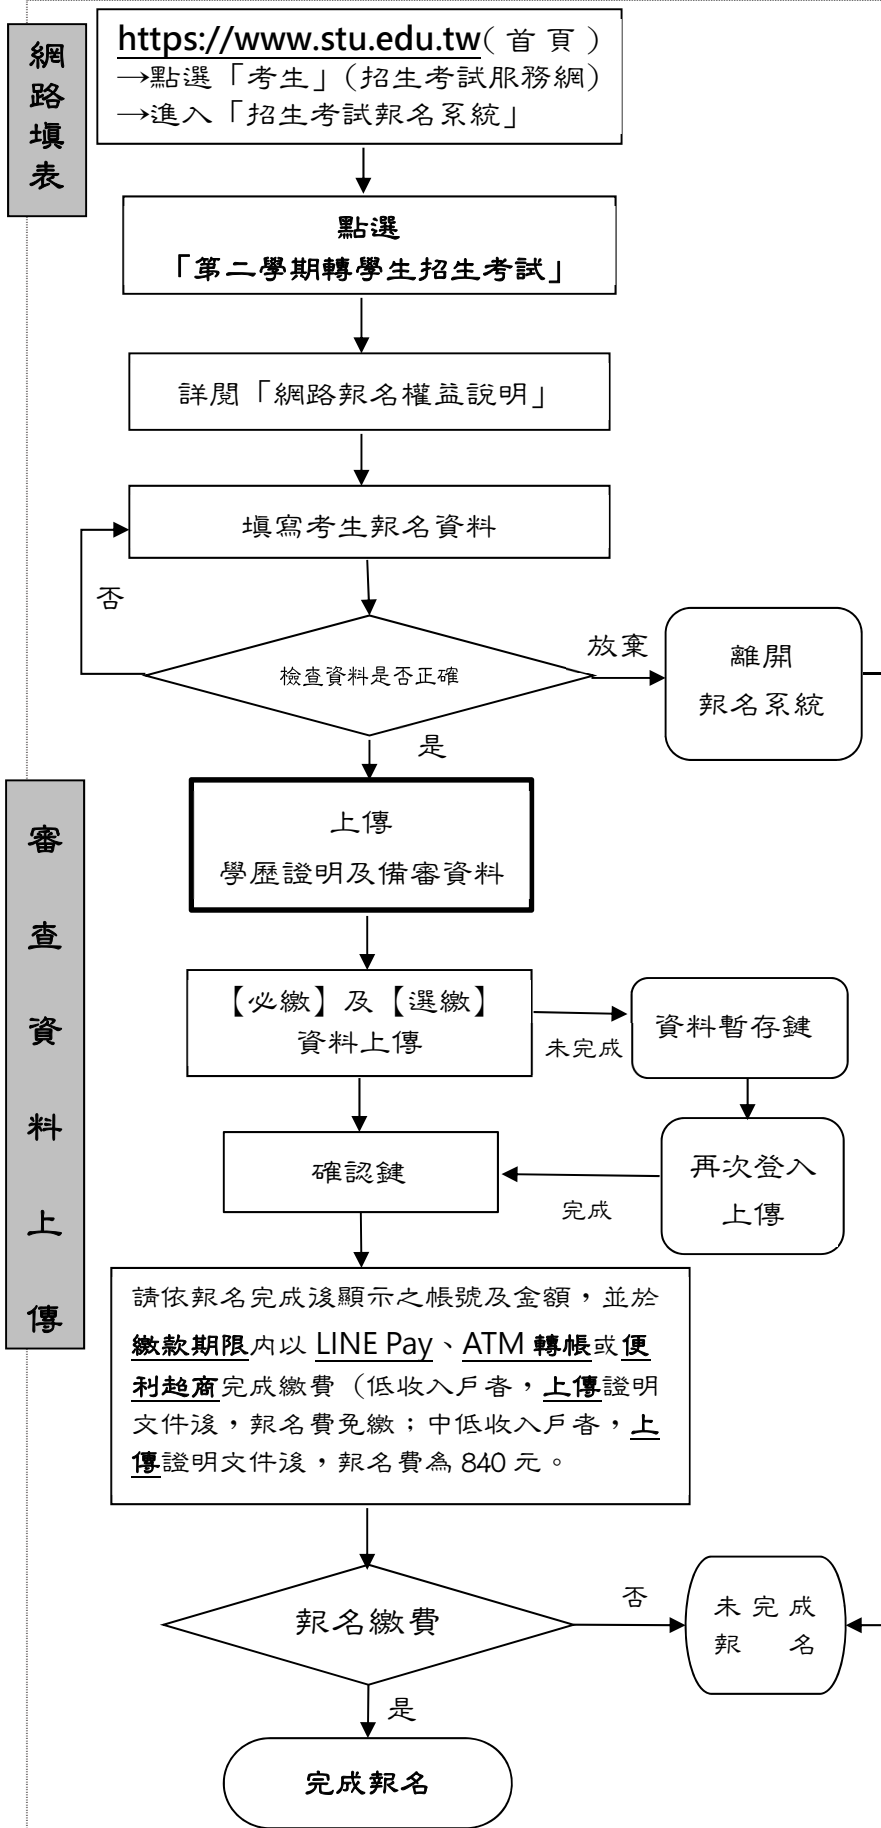 網路填表
https://www.stu.edu.tw(首頁)
→點選「考生」(招生考試服務網)
→進入「招生考試報名系統」
點選
「第二學期轉學生招生考試」
詳閱「網路報名權益說明」
填寫考生報名資料
否
檢查資料是否正確
放棄
離開
報名系統
是
審查資料上傳
上傳
學歷證明及備審資料
【必繳】及【選繳】
資料上傳
未完成
資料暫存鍵
確認鍵
完成
再次登入
上傳
請依報名完成後顯示之帳號及金額,並於
繳款期限內以 LINE Pay、ATM 轉帳或便
利超商完成繳費(低收入戶者,上傳證明
文件後,報名費免繳;中低收入戶者,上
傳證明文件後,報名費為 840 元。
報名繳費
否
未完成
報名
是
完成報名